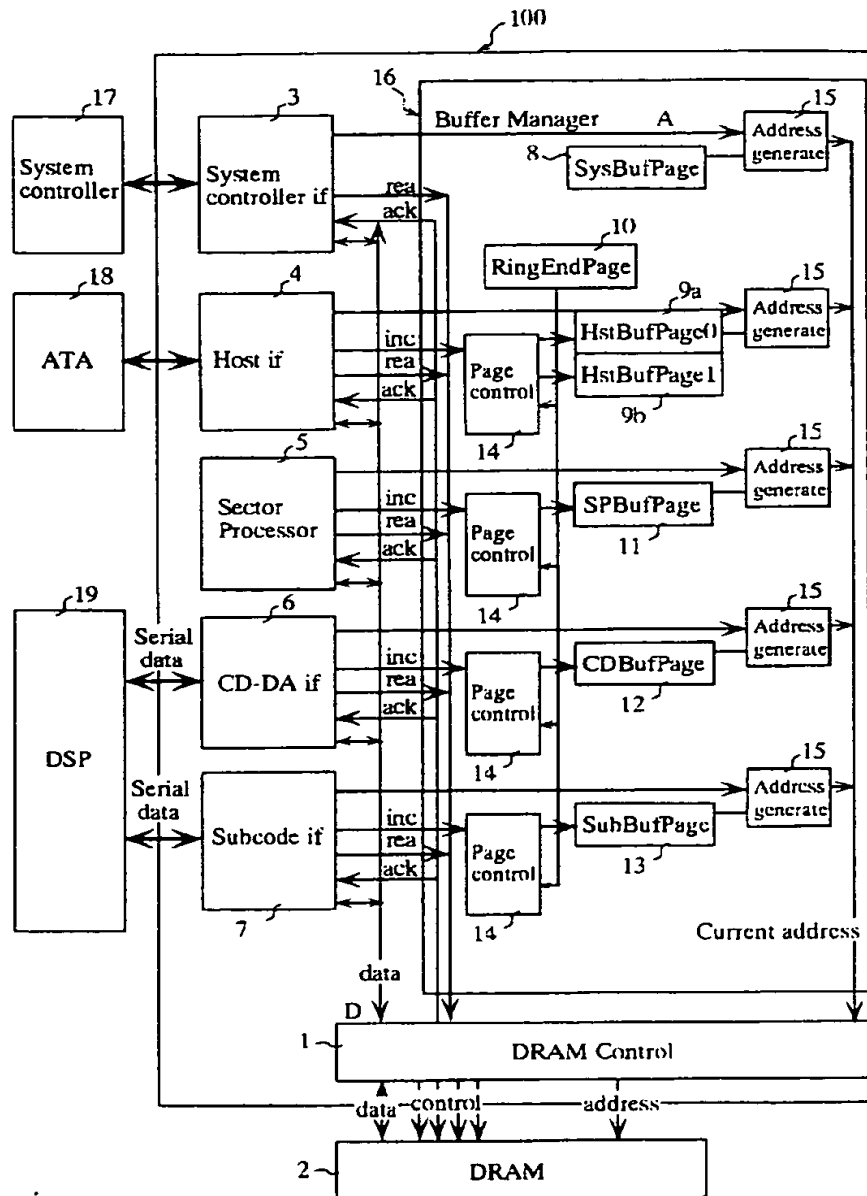 100
17
3
16
Buffer Manager
A
15
System
controller
System
controller if
Address
generate
8
SysBufPage
rea
ack
10
RingEndPage
18
4
9a
15
ATA
Host if
inc
rea
ack
Page
control
14
HstBufPage0
HstBufPage1
9b
Address
generate
5
15
Sector
Processor
inc
rea
ack
Page
control
14
SPBufPage
11
Address
generate
19
6
15
Serial
data
CD-DA if
inc
rea
ack
Page
control
14
CDBufPage
12
Address
generate
DSP
15
Serial
data
Subcode if
7
inc
rea
ack
Page
control
14
SubBufPage
13
Address
generate
Current address
data
D
1
DRAM Control
data
control
address
2
DRAM